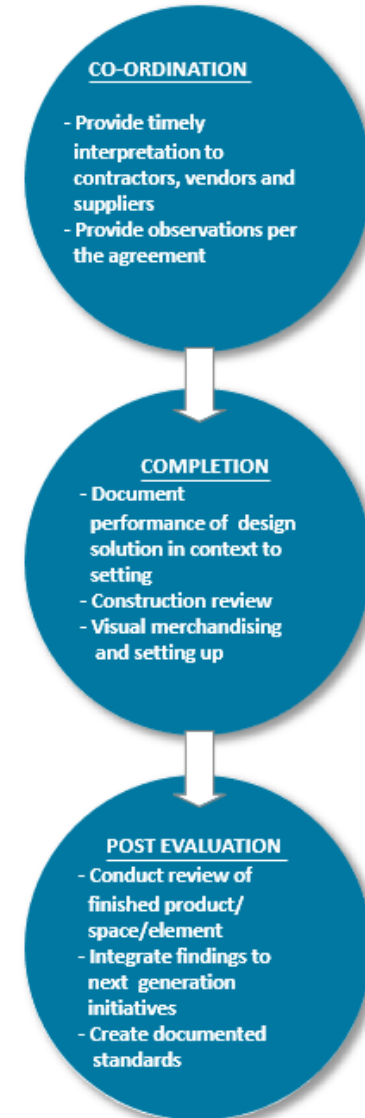 CO-ORDINATION
- Provide timely
interpretation to
contractors, vendors and
suppliers
- Provide observations per
the agreement
COMPLETION
- Document
performance of design
solution in context to
setting
- Construction review
- Visual merchandising
and setting up
POST EVALUATION
- Conduct review of
finished product/
space/element
- Integrate findings to
next generation
initiatives
- Create documented
standards